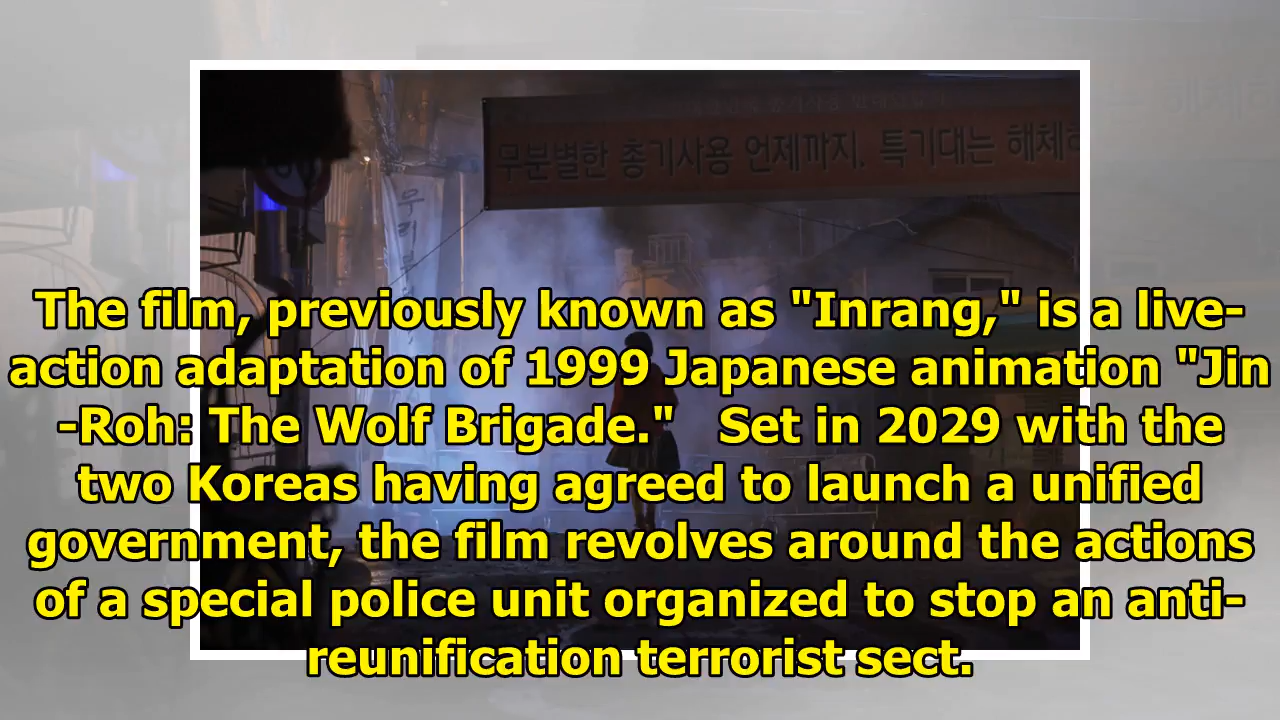 무분별한 총기사용 언제까지. 특기대는 해체하
The film, previously known as "Inrang," is a live-
action adaptation of 1999 Japanese animation "Jin
-Roh: The Wolf Brigade." Set in 2029 with the
two Koreas having agreed to launch a unified
government, the film revolves around the actions
of a special police unit organized to stop an anti-
reunification terrorist sect.